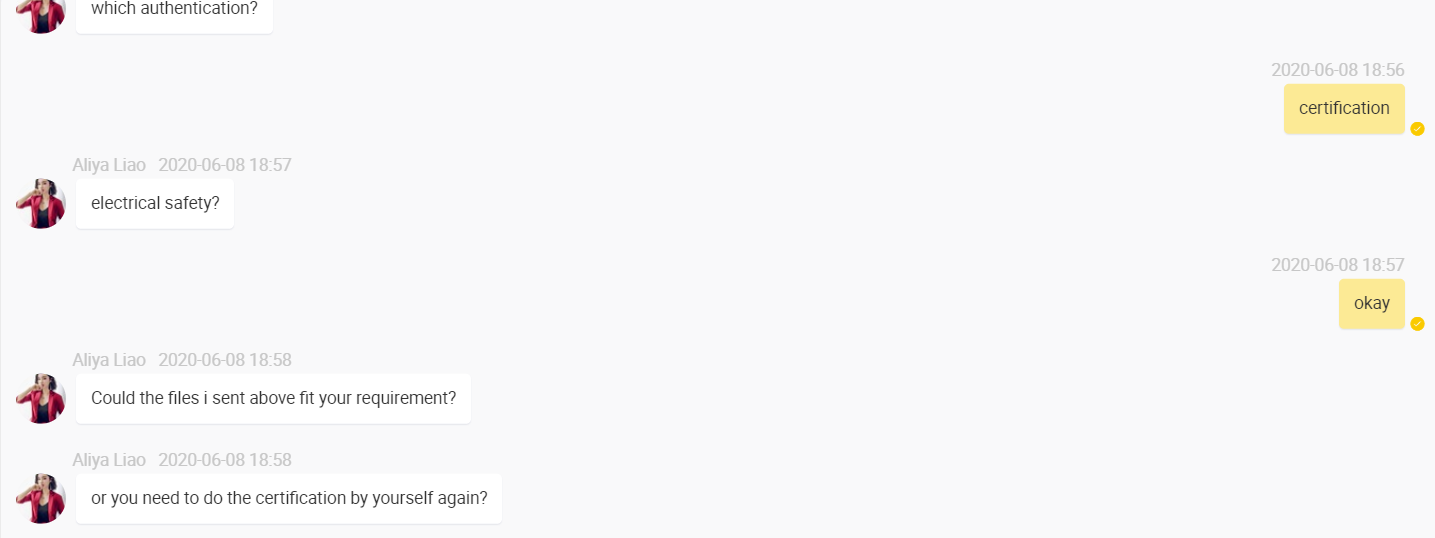 which authentication?
2020-06-08 18:56
certification
Aliya Liao 2020-06-08 18:57
electrical safety?
2020-06-08 18:57
okay
Aliya Liao 2020-06-08 18:58
Could the files i sent above fit your requirement?
Aliya Liao 2020-06-08 18:58
or you need to do the certification by yourself again?